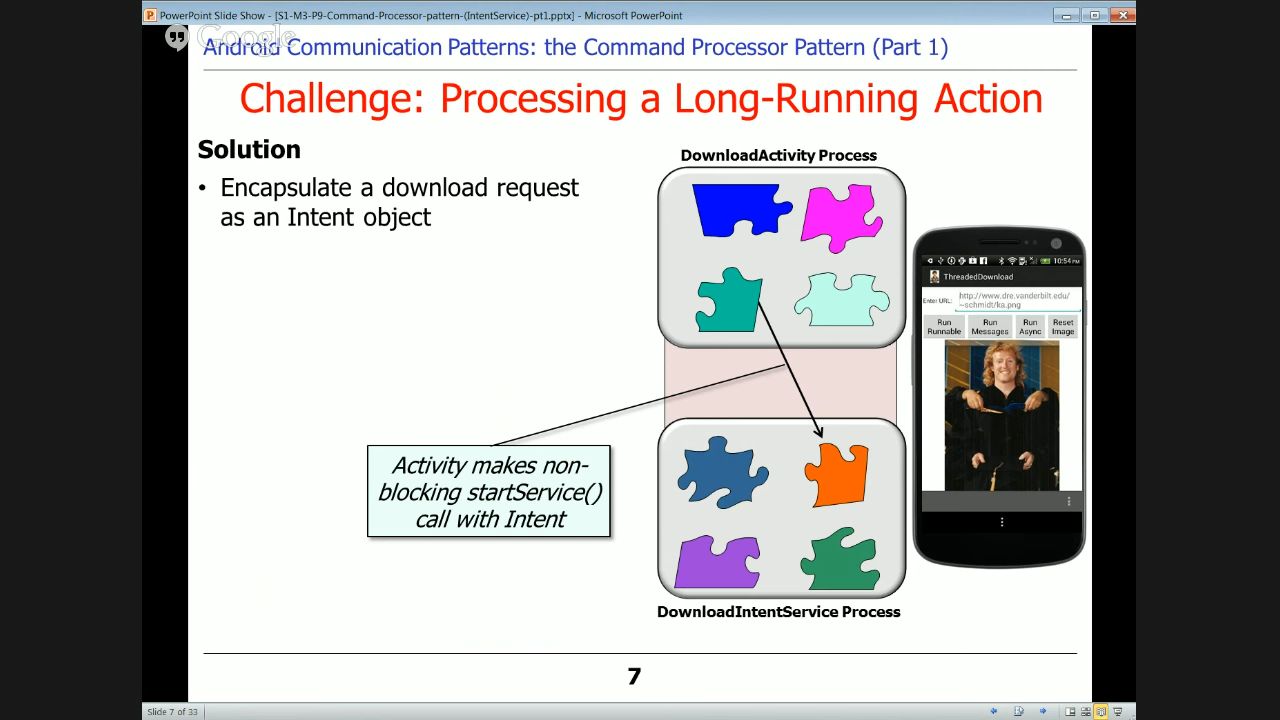 PowerPoint Slide Show - [S1-M3-P9-Command-Processor-pattern-(IntentService)-pt1.pptx] - Microsoft PowerPoint
Google
Android Communication Patterns: the Command Processor Pattern (Part 1)
Challenge: Processing a Long-Running Action
Solution
• Encapsulate a download request
as an Intent object
DownloadActivity Process
10:54 PM
ThreadedDownload
Enter URL:
http://www.dre.vanderbilt.edu/
~schmidt/ka.png
Run Runnable
Run Messages
Run Async
Reset Image
Activity makes non-
blocking startService()
call with Intent
DownloadIntentService Process
7
Slide 7 of 33